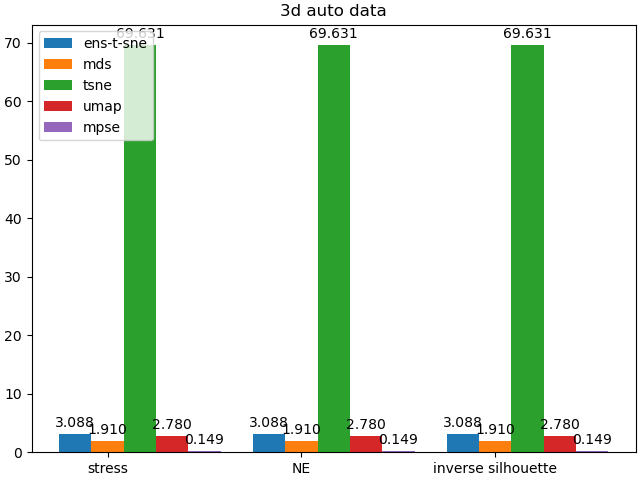 3d auto data
70
60
50
40
30
20
10
0
ens-t-sne
mds
tsne
umap
mpse
69.631
69.631
69.631
3.088
1.910
2.780
0.149
3.088
1.910
2.780
0.149
3.088
1.910
2.780
0.149
stress
NE
inverse silhouette